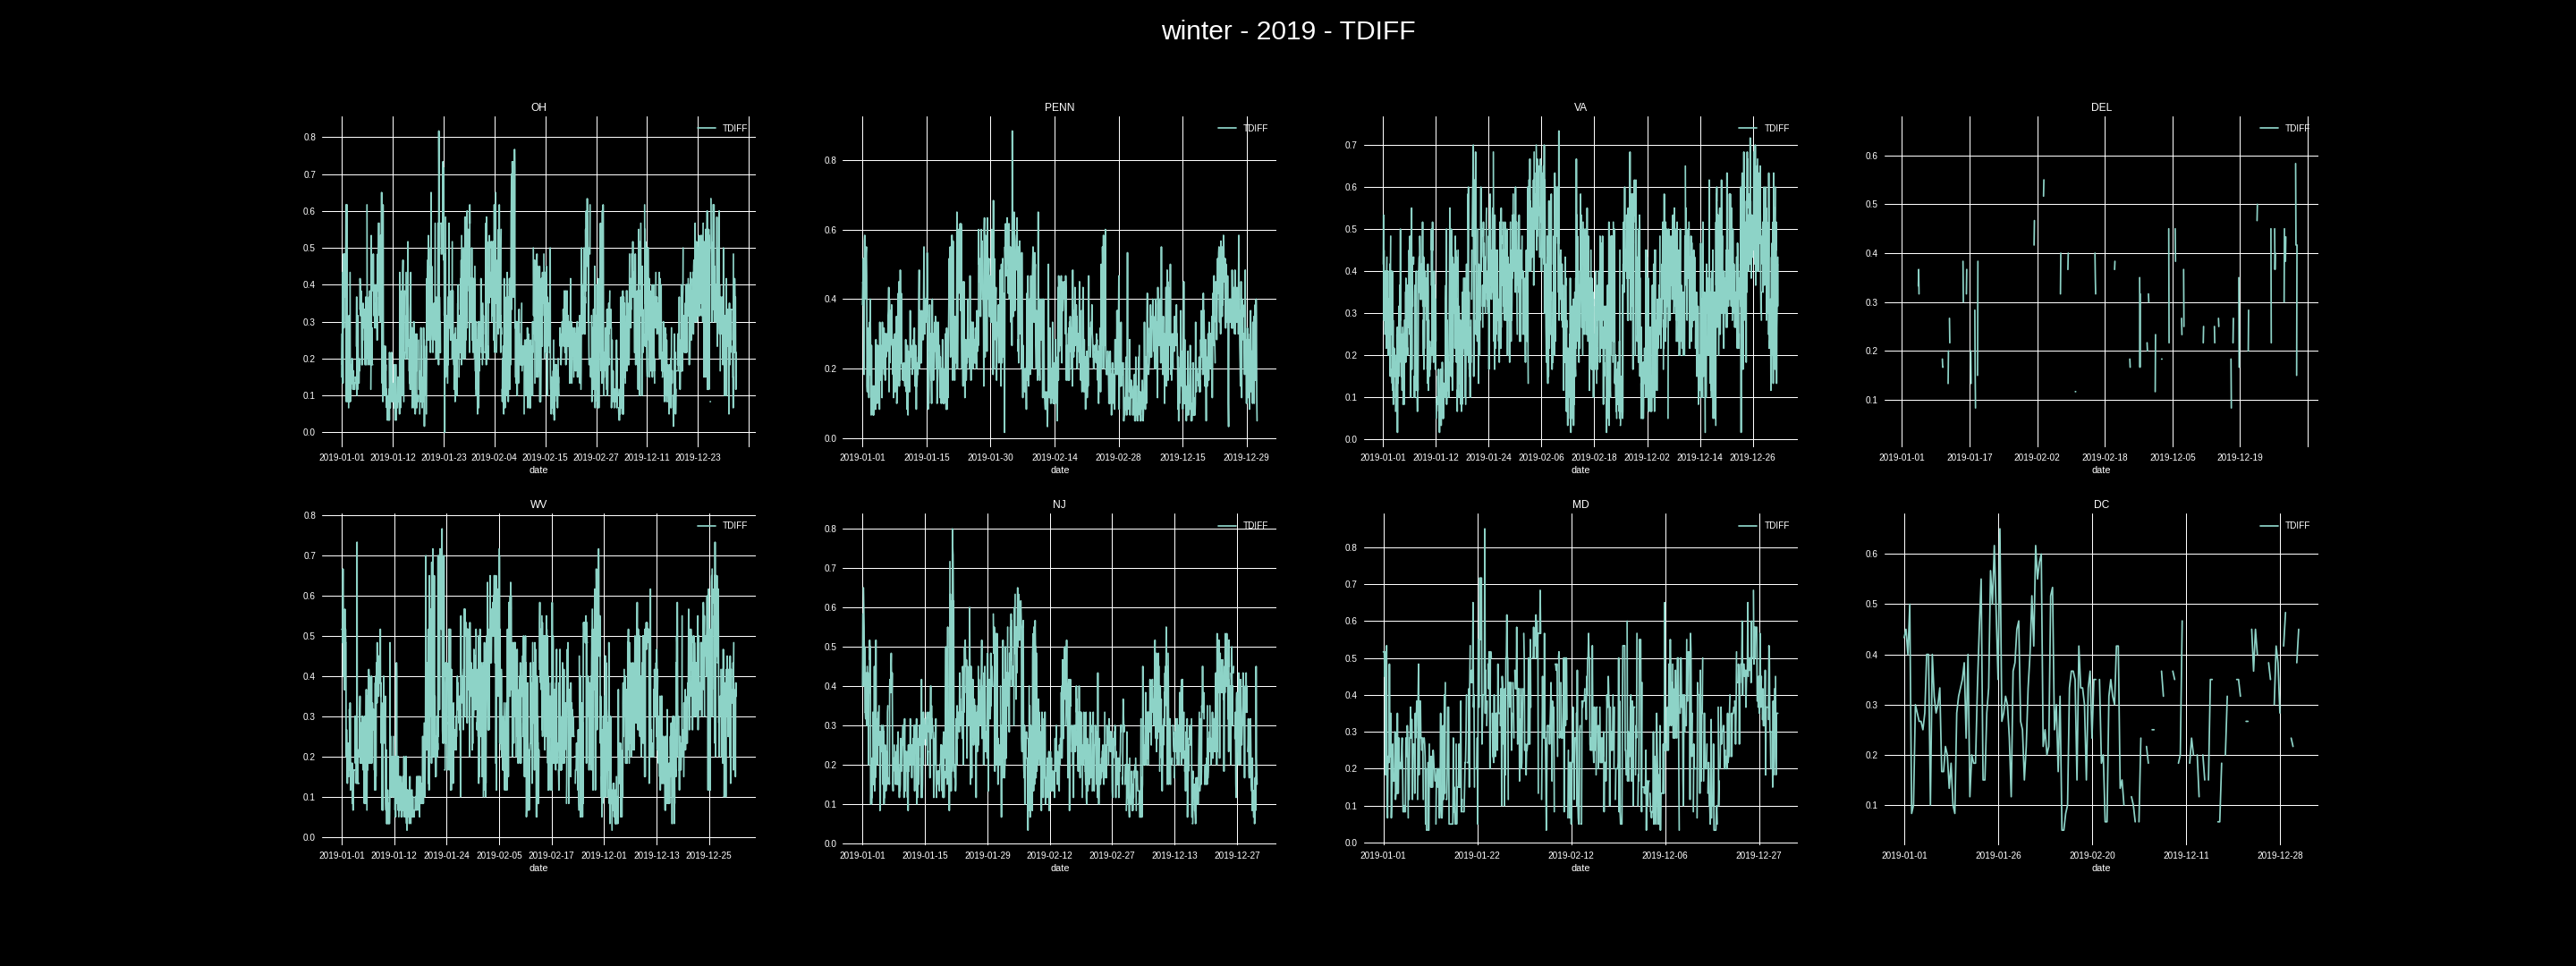 winter - 2019 - TDIFF
OH
TDIFF
0.8
0.7
0.6
0.5
0.4
0.3
0.2
0.1
0.0
2019-01-01 2019-01-12 2019-01-23 2019-02-04 2019-02-15 2019-02-27 2019-12-11 2019-12-23
date
PENN
TDIFF
0.8
0.6
0.4
0.2
0.0
2019-01-01 2019-01-15 2019-01-30 2019-02-14 2019-02-28 2019-12-15 2019-12-29
date
VA
TDIFF
0.7
0.6
0.5
0.4
0.3
0.2
0.1
0.0
2019-01-01 2019-01-12 2019-01-24 2019-02-06 2019-02-18 2019-12-02 2019-12-14 2019-12-26
date
DEL
TDIFF
0.6
0.5
0.4
0.3
0.2
0.1
2019-01-01 2019-01-17 2019-02-02 2019-02-18 2019-12-05 2019-12-19
date
WV
TDIFF
0.8
0.7
0.6
0.5
0.4
0.3
0.2
0.1
0.0
2019-01-01 2019-01-12 2019-01-24 2019-02-05 2019-02-17 2019-12-01 2019-12-13 2019-12-25
date
NJ
TDIFF
0.8
0.7
0.6
0.5
0.4
0.3
0.2
0.1
0.0
2019-01-01 2019-01-15 2019-01-29 2019-02-12 2019-02-27 2019-12-13 2019-12-27
date
MD
TDIFF
0.8
0.7
0.6
0.5
0.4
0.3
0.2
0.1
0.0
2019-01-01 2019-01-22 2019-02-12 2019-12-06 2019-12-27
date
DC
TDIFF
0.6
0.5
0.4
0.3
0.2
0.1
2019-01-01 2019-01-26 2019-02-20 2019-12-11 2019-12-28
date